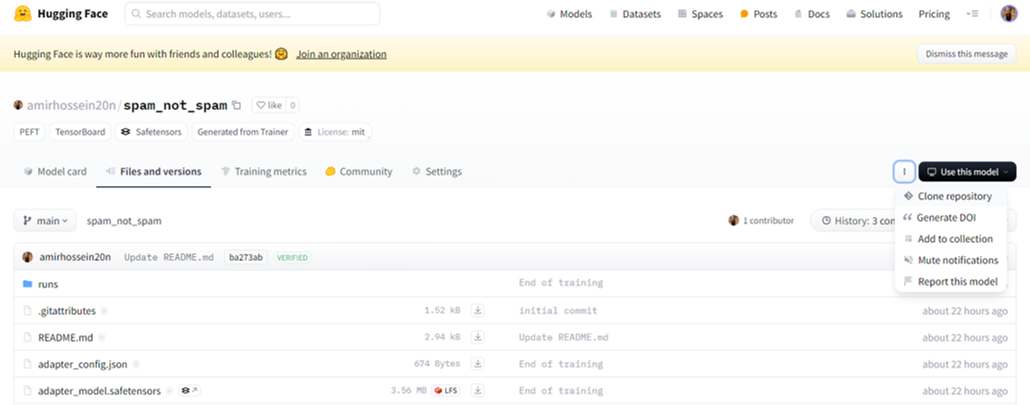 Hugging Face Search models, datasets, users... Models Datasets Spaces Posts Docs Solutions Pricing
Hugging Face is way more fun with friends and colleagues! 🤗 Join an organization Dismiss this message
amirhossein20n/spam_not_spam like 0
PEFT TensorBoard Safetensors Generated from Trainer License: mit
Model card Files and versions Training metrics Community Settings Use this model
Clone repository
main spam_not_spam 1 contributor History: 3 com
Generate DOI
Add to collection
Mute notifications
Report this model
amirhossein20n Update README.md ba273ab VERIFIED
runs End of training
.gitattributes 1.52 kB initial commit about 22 hours ago
README.md 2.94 kB Update README.md about 22 hours ago
adapter_config.json 674 Bytes End of training about 22 hours ago
adapter_model.safetensors 3.56 MB LFS End of training about 22 hours ago